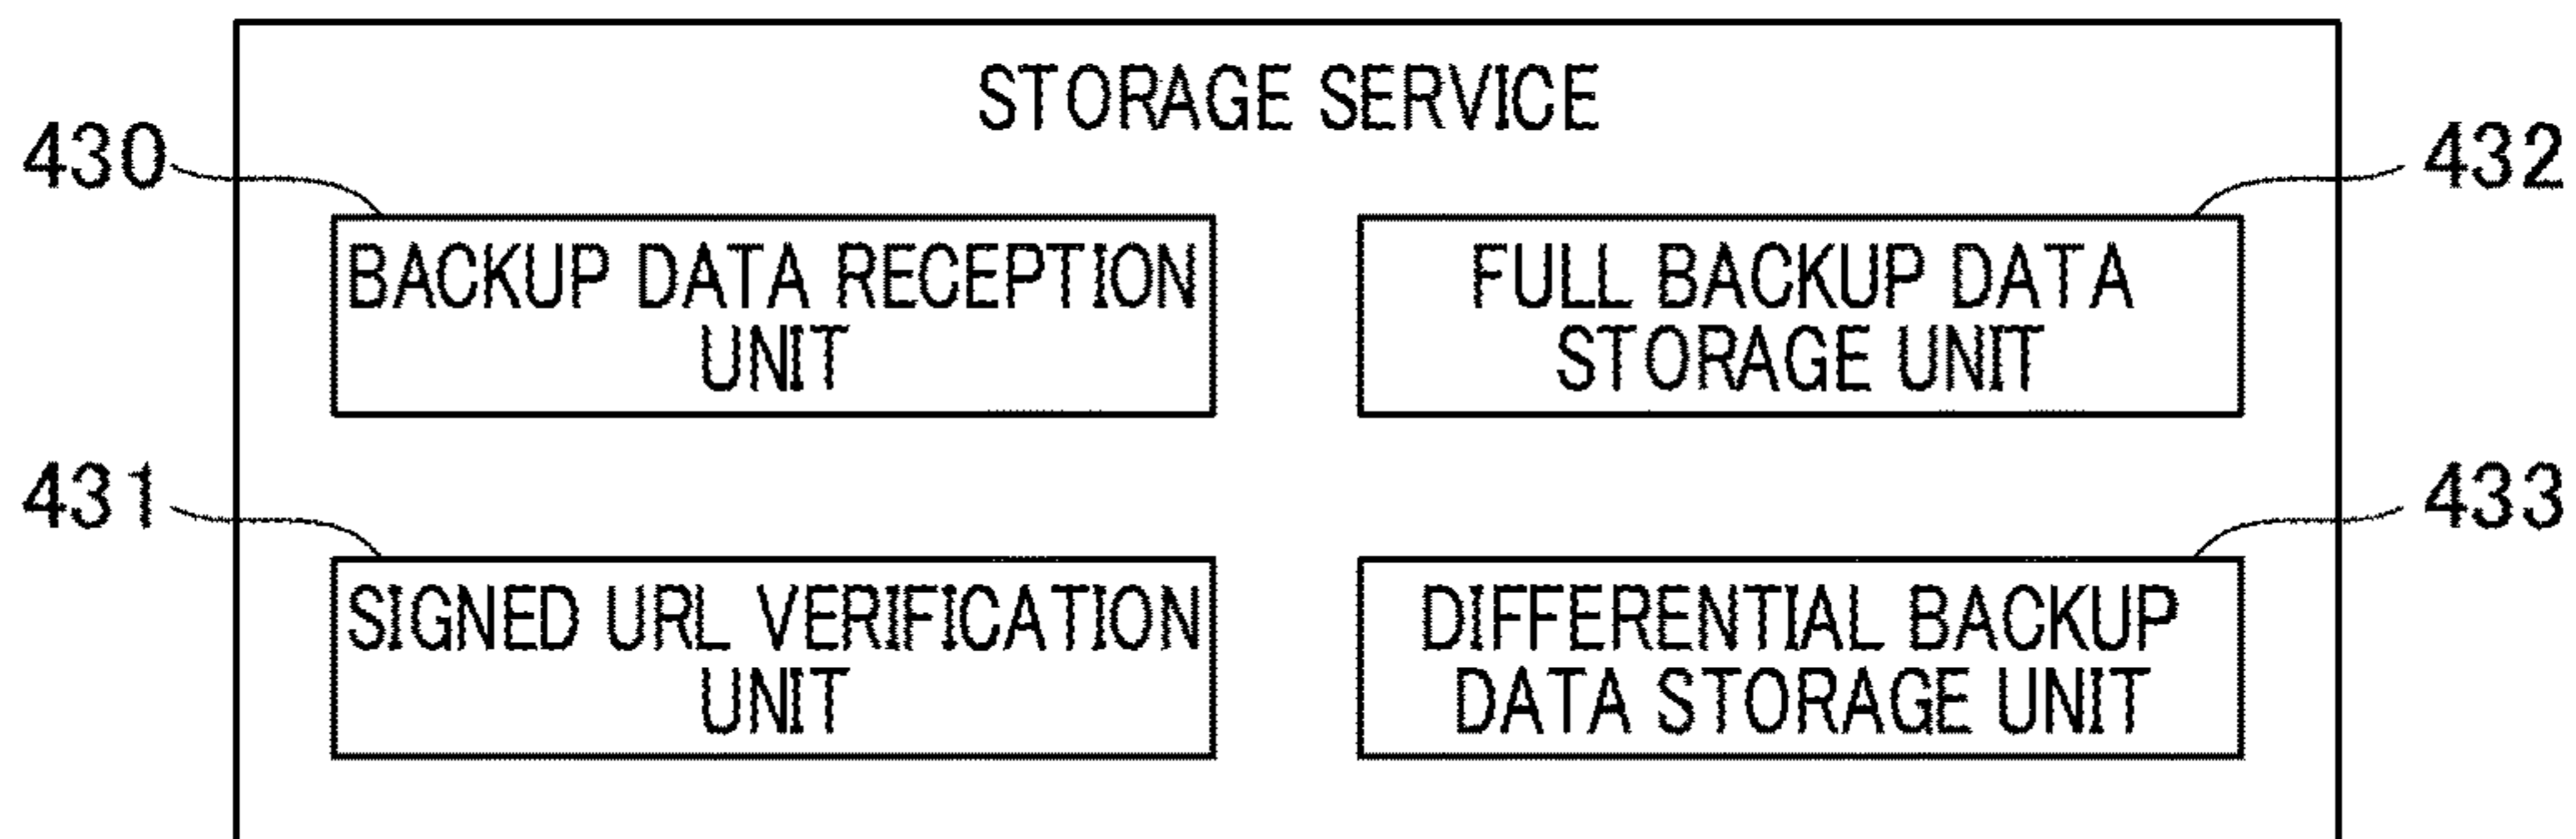 STORAGE SERVICE
430
BACKUP DATA RECEPTION
UNIT
432
FULL BACKUP DATA
STORAGE UNIT
431
SIGNED URL VERIFICATION
UNIT
433
DIFFERENTIAL BACKUP
DATA STORAGE UNIT